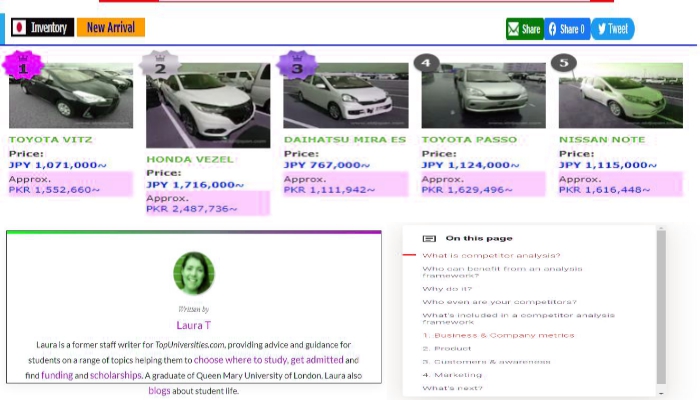 Inventory
New Arrival
Share
Share 0
Tweet
1
2
3
4
5
TOYOTA VITZ
Price:
JPY 1,071,000~
Approx.
PKR 1,552,660~
HONDA VEZEL
Price:
JPY 1,716,000~
Approx.
PKR 2,487,736~
DAIHATSU MIRA ES
Price:
JPY 767,000~
Approx.
PKR 1,111,942~
TOYOTA PASSO
Price:
JPY 1,124,000~
Approx.
PKR 1,629,496~
NISSAN NOTE
Price:
JPY 1,115,000~
Approx.
PKR 1,616,448~
Written by
Laura T
Laura is a former staff writer for TopUniversities.com, providing advice and guidance for
students on a range of topics helping them to choose where to study, get admitted and
find funding and scholarships. A graduate of Queen Mary University of London, Laura also
blogs about student life.
On this page
What is competitor analysis?
Who can benefit from an analysis
framework?
Why do it?
Who even are your competitors?
What's included in a competitor analysis
framework
1. Business & Company metrics
2. Product
3. Customers & awareness
4. Marketing
What's next?